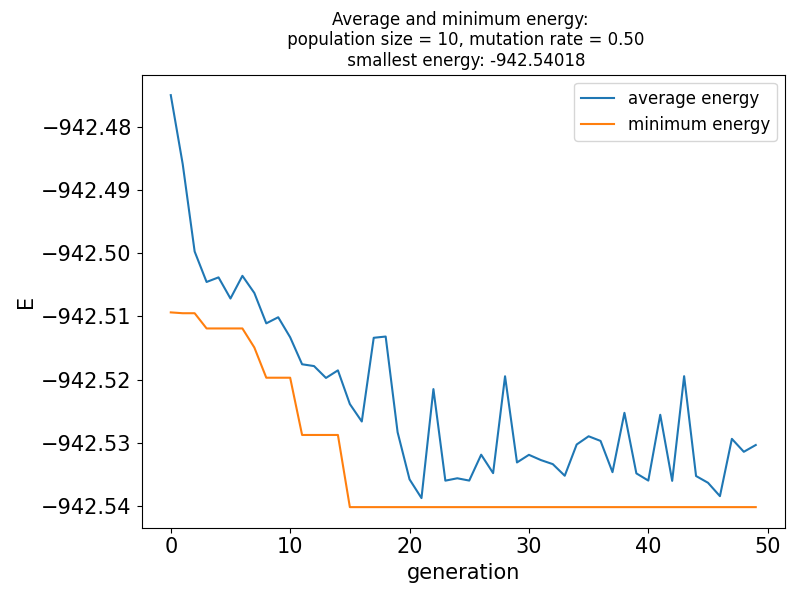 Average and minimum energy:
population size = 10, mutation rate = 0.50
smallest energy: -942.54018
average energy
minimum energy
−942.48
−942.49
−942.50
−942.51
−942.52
−942.53
−942.54
E
0 10 20 30 40 50
generation